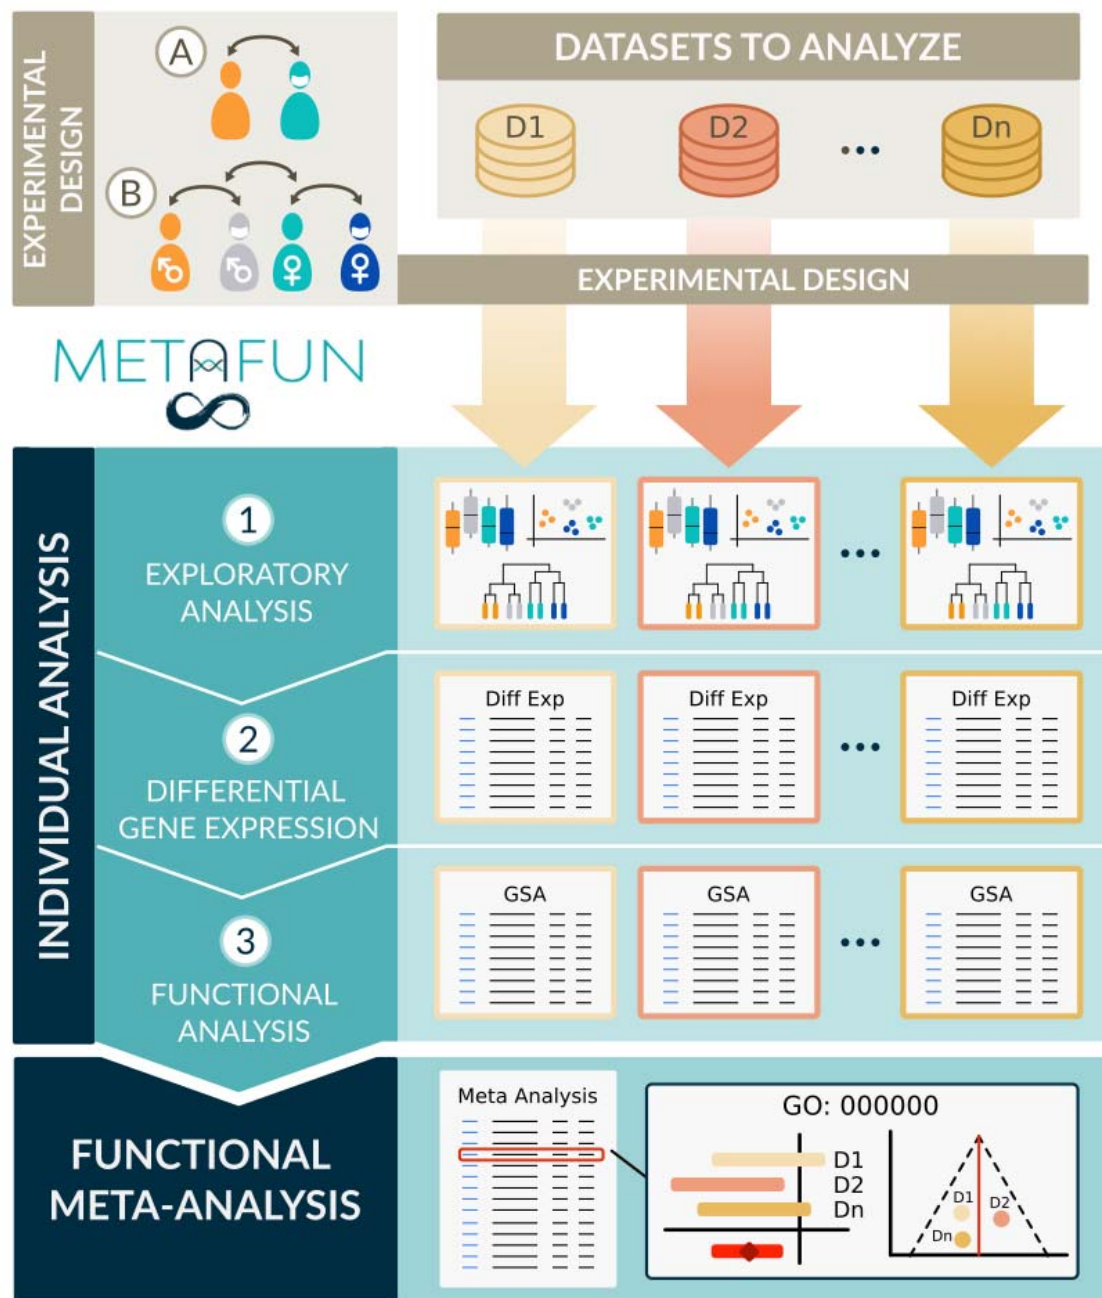 EXPERIMENTAL
DESIGN
A
B
DATASETS TO ANALYZE
D1
D2
...
Dn
EXPERIMENTAL DESIGN
METAFUN
INDIVIDUAL ANALYSIS
1
EXPLORATORY
ANALYSIS
...
2
DIFFERENTIAL
GENE EXPRESSION
Diff Exp
Diff Exp
...
Diff Exp
3
FUNCTIONAL
ANALYSIS
GSA
GSA
...
GSA
FUNCTIONAL
META-ANALYSIS
Meta Analysis
GO: 000000
D1
D2
Dn
D1
D2
Dn